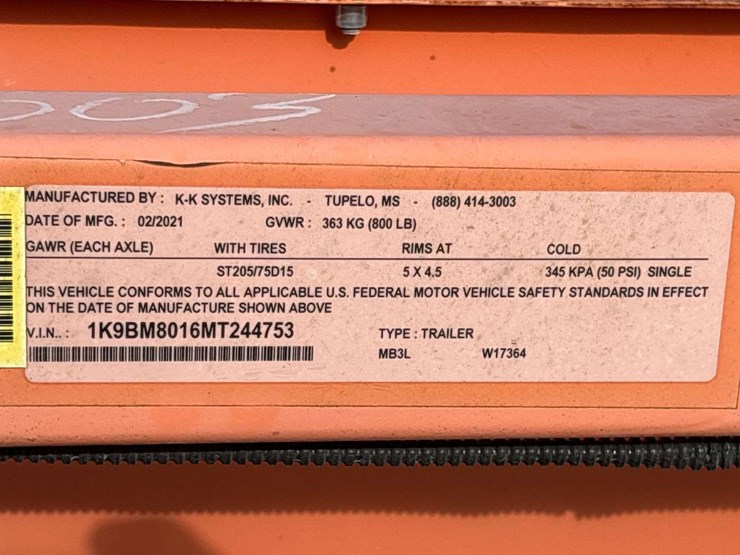 003
MANUFACTURED BY : K-K SYSTEMS, INC. - TUPELO, MS - (888) 414-3003
DATE OF MFG. : 02/2021 GVWR : 363 KG (800 LB)
GAWR (EACH AXLE) WITH TIRES RIMS AT COLD
ST205/75D15 5 X 4.5 345 KPA (50 PSI) SINGLE
THIS VEHICLE CONFORMS TO ALL APPLICABLE U.S. FEDERAL MOTOR VEHICLE SAFETY STANDARDS IN EFFECT
ON THE DATE OF MANUFACTURE SHOWN ABOVE
V.I.N.. : 1K9BM8016MT244753 TYPE : TRAILER
MB3L W17364